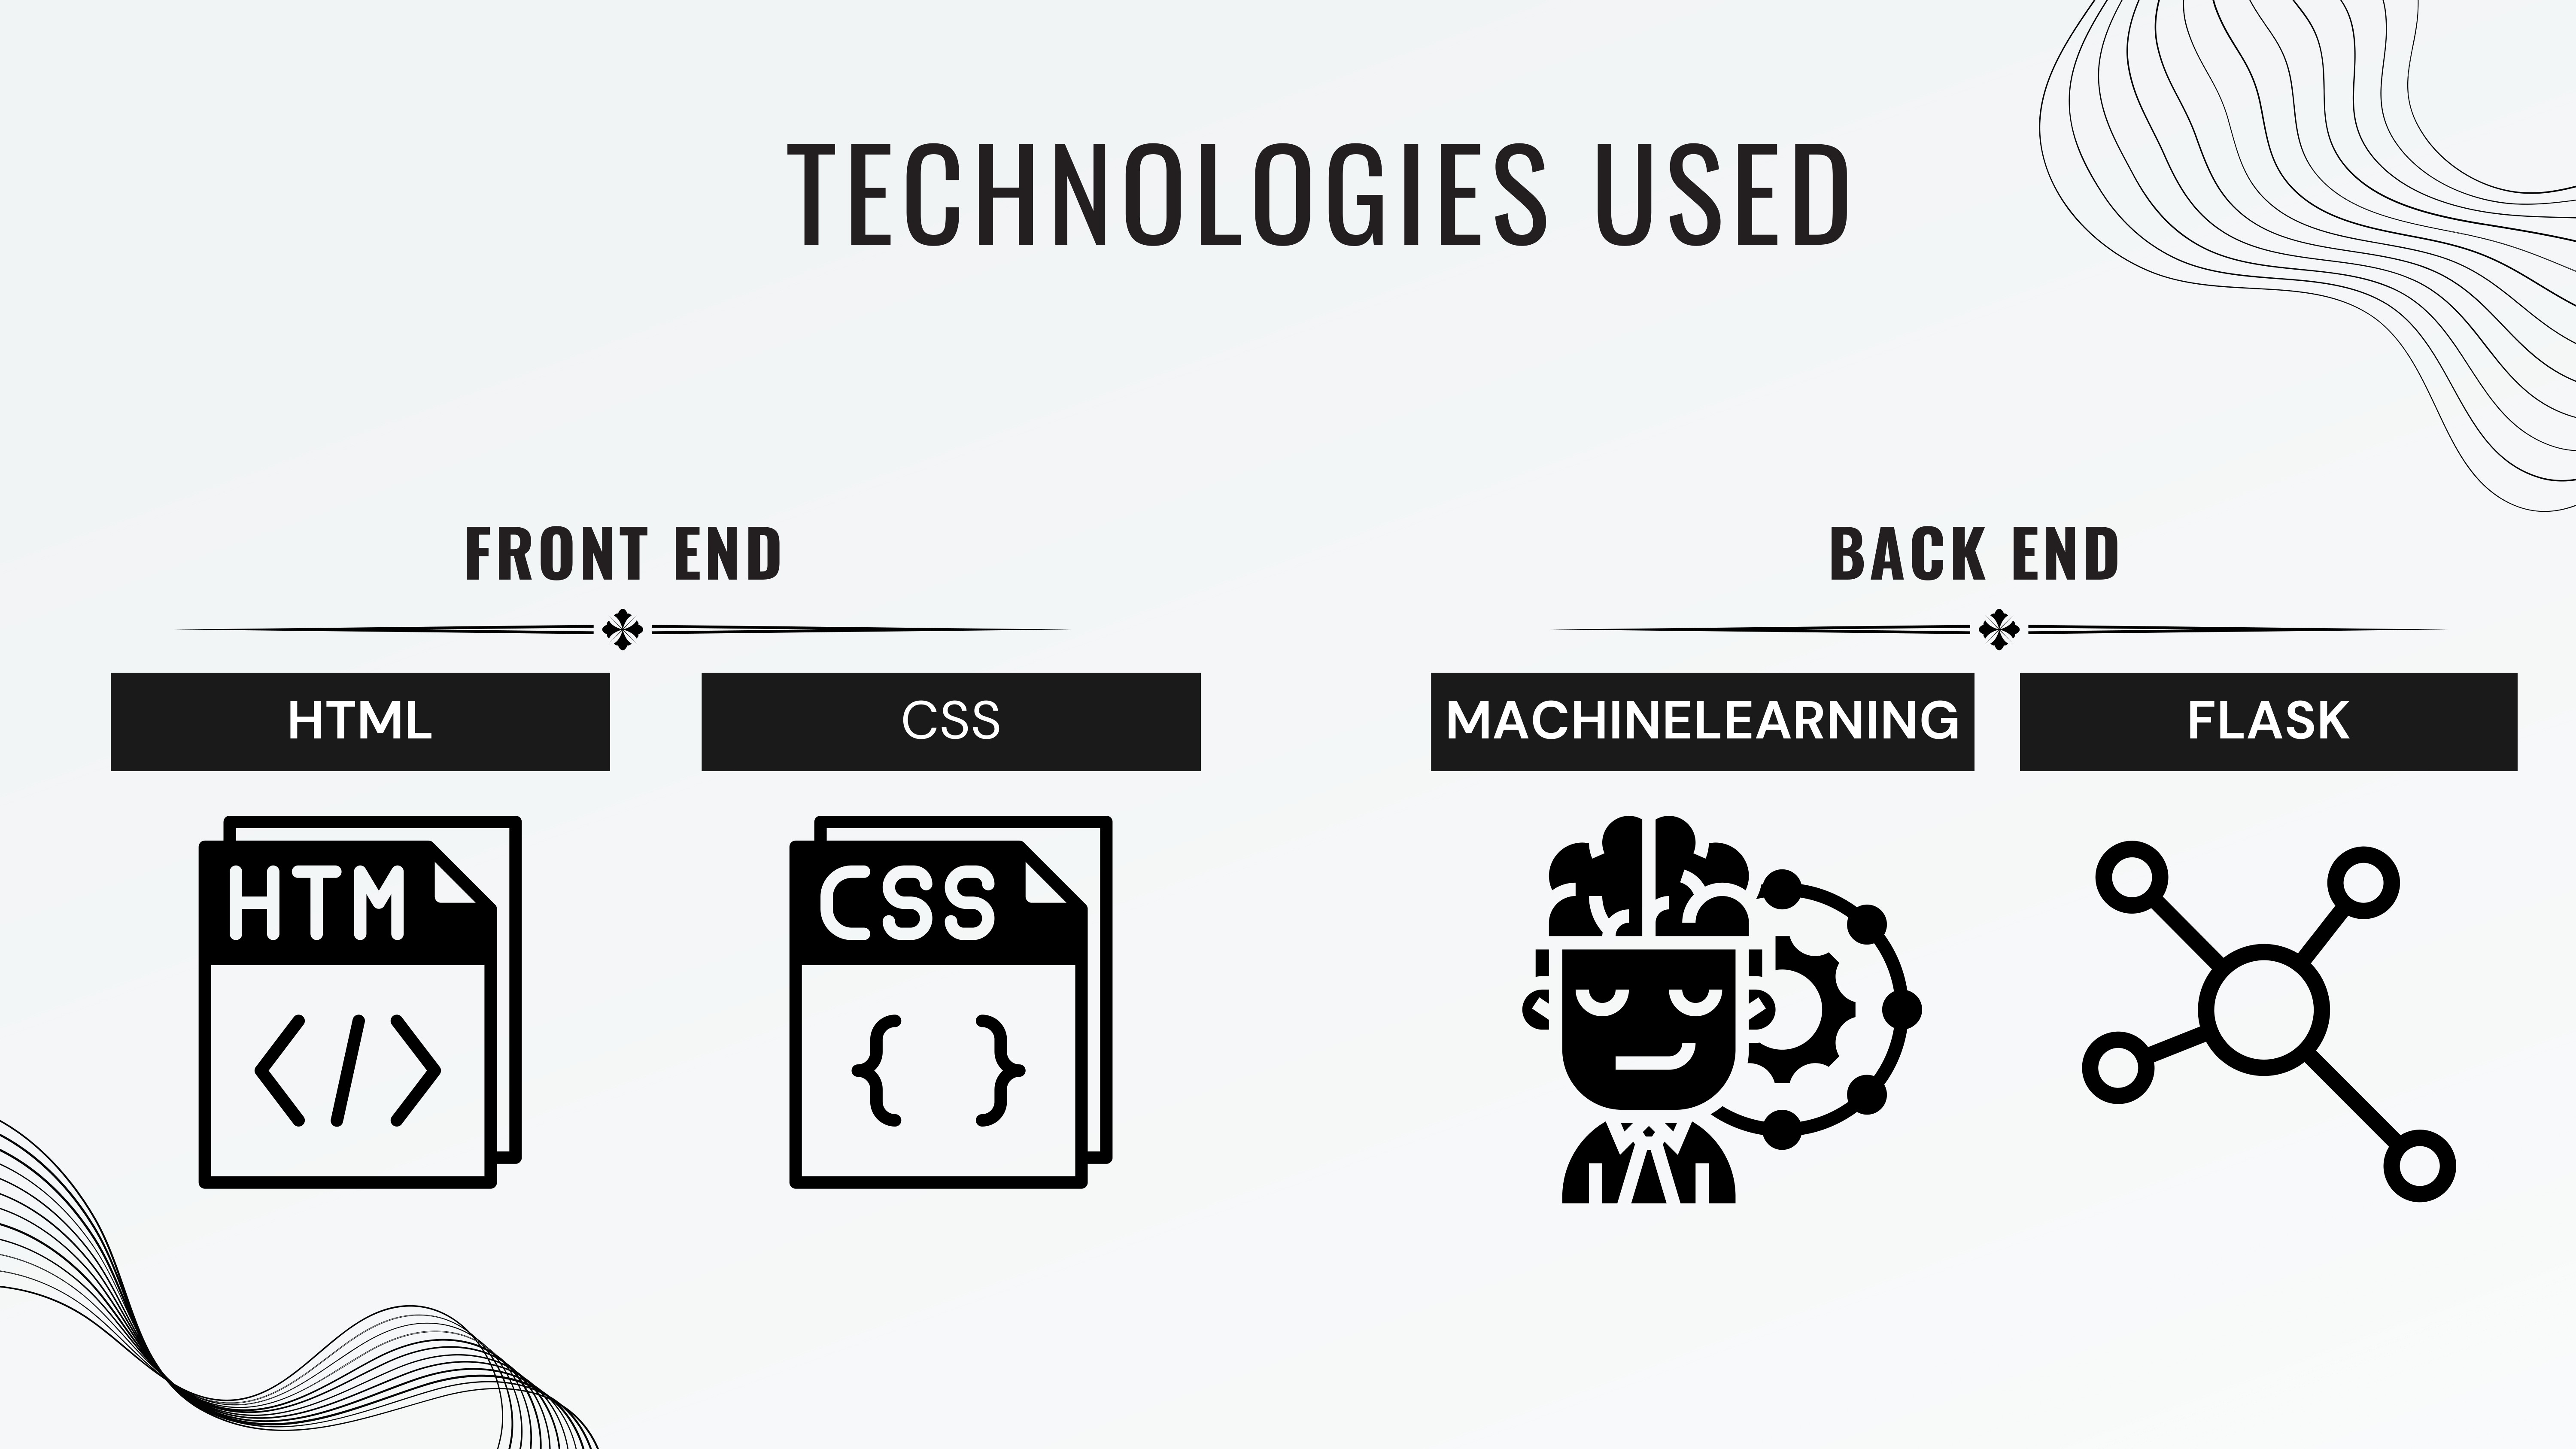 TECHNOLOGIES USED
FRONT END
BACK END
HTML
CSS
MACHINELEARNING
FLASK
HTM
CSS